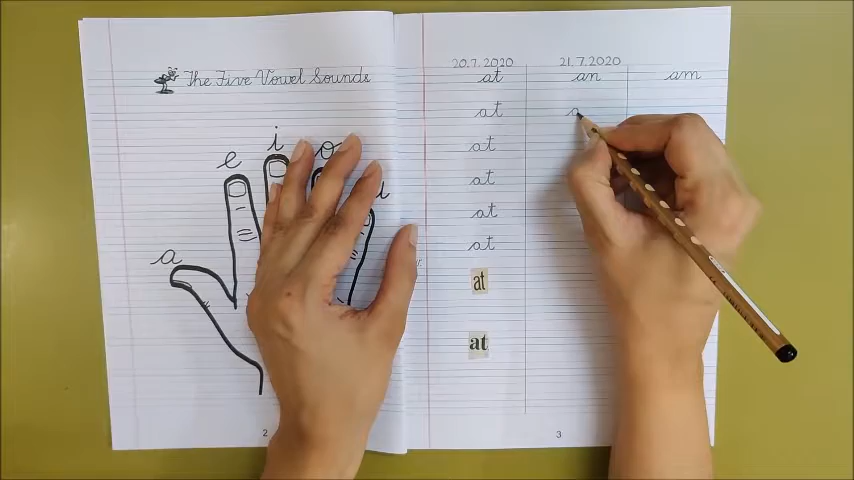 The Five Vowel Sounds
i
o
e
u
a
2
20.7.2020 21.7.2020
at an am
at a
at
at
at
at
at
at
3